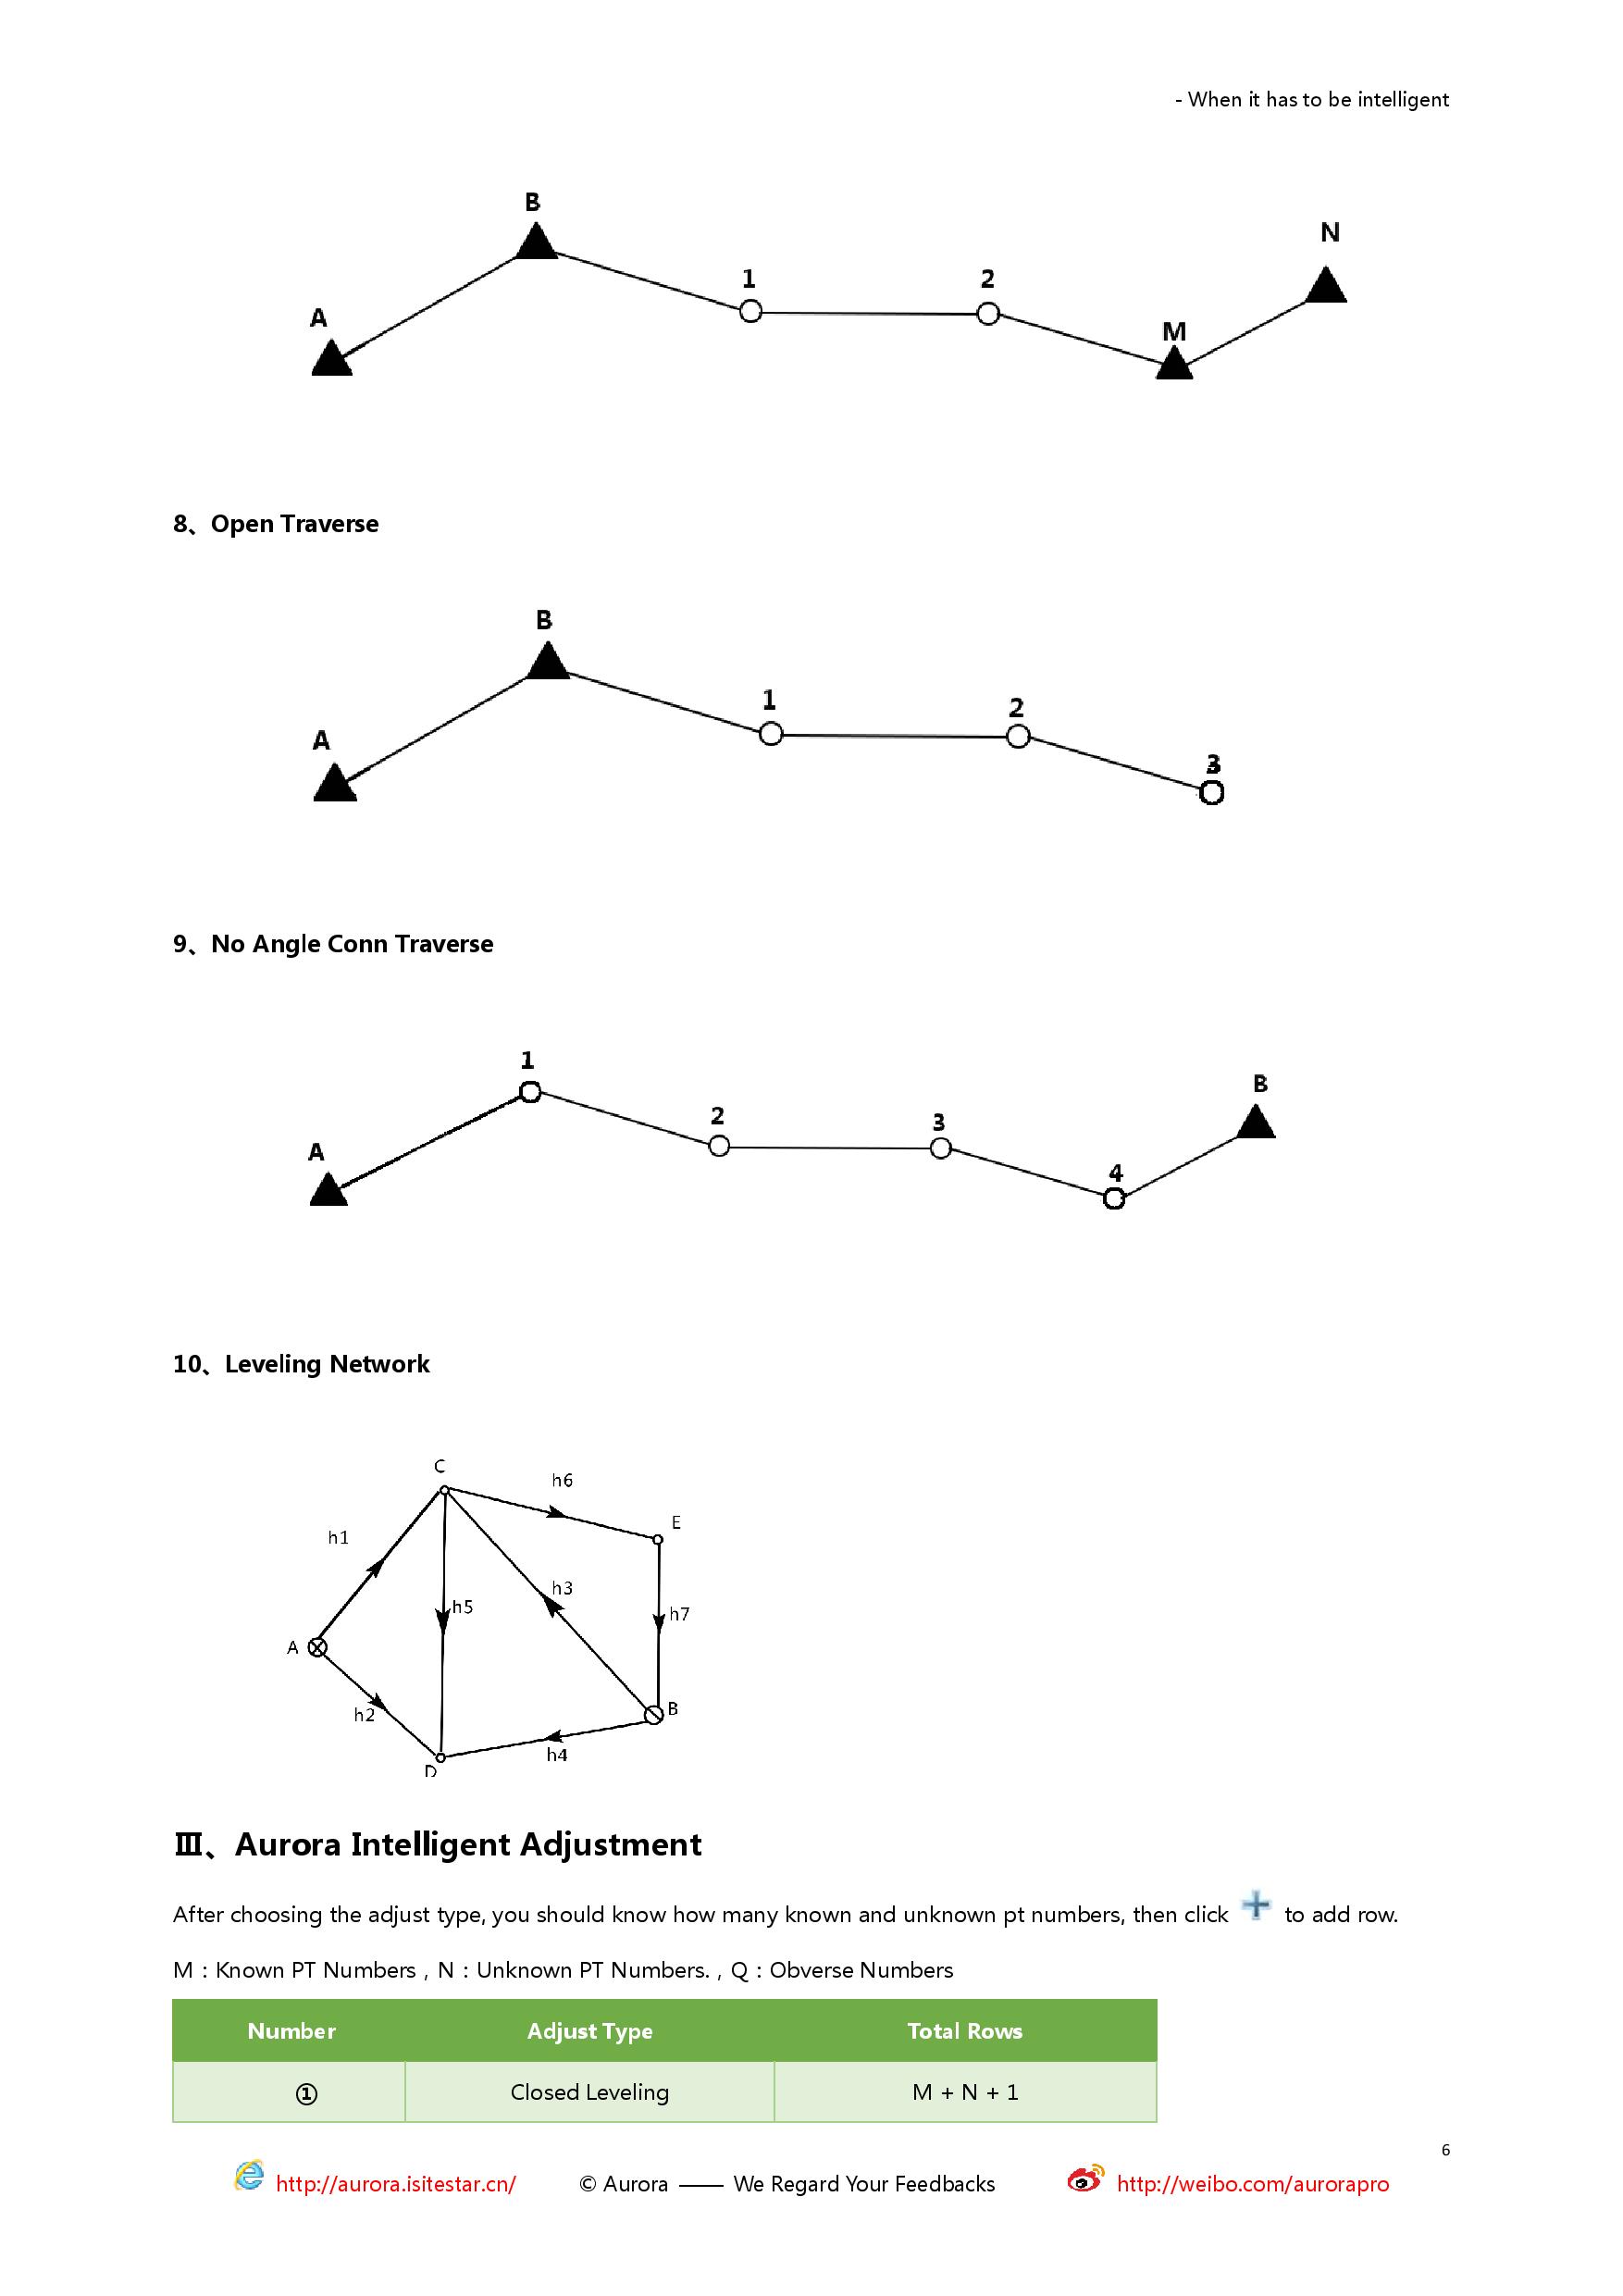 - When it has to be intelligent
B
N
1
2
A
M
8、Open Traverse
B
1
2
A
3
9、No Angle Conn Traverse
1
B
2
3
A
4
10、Leveling Network
C
h6
E
h1
h3
h5
h7
A
B
h2
h4
D
Ⅲ、Aurora Intelligent Adjustment
After choosing the adjust type, you should know how many known and unknown pt numbers, then click to add row.
M：Known PT Numbers，N：Unknown PT Numbers.，Q：Obverse Numbers
Number Adjust Type Total Rows
① Closed Leveling M + N + 1
6
http://aurora.isitestar.cn/ © Aurora —— We Regard Your Feedbacks http://weibo.com/aurorapro